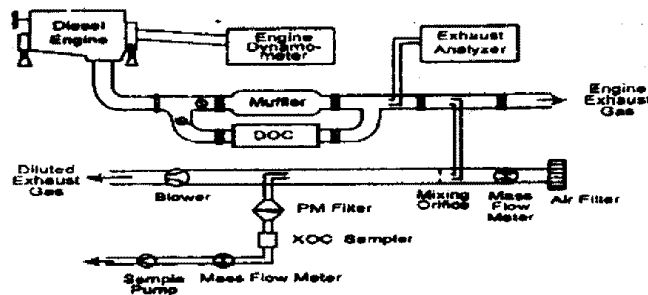 Diesel
Engine
Engine
Dynamo-
meter
Exhaust
Analyzer
Muffler
DOC
Engine
Exhaust
Gas
Diluted
Exhaust
Gas
Blower
Mixing
Orifice
Mass
Flow
Meter
Air Filter
PM Filter
XOC Sampler
Sample
Pump
Mass Flow Meter